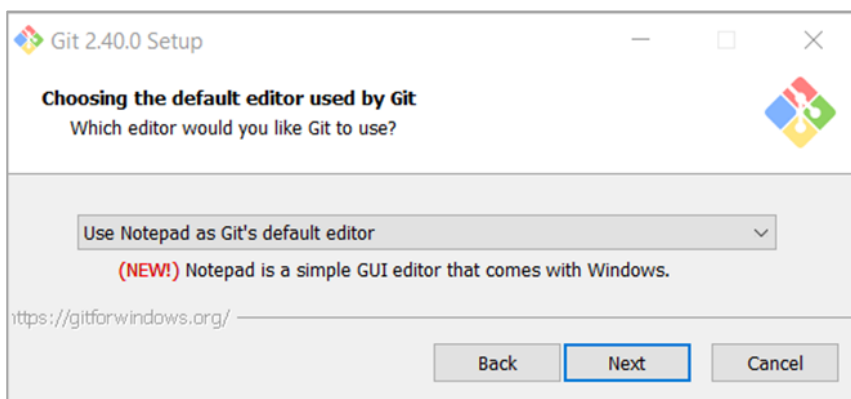 Git 2.40.0 Setup
Choosing the default editor used by Git
Which editor would you like Git to use?
Use Notepad as Git's default editor
(NEW!) Notepad is a simple GUI editor that comes with Windows.
https://gitforwindows.org/
Back Next Cancel